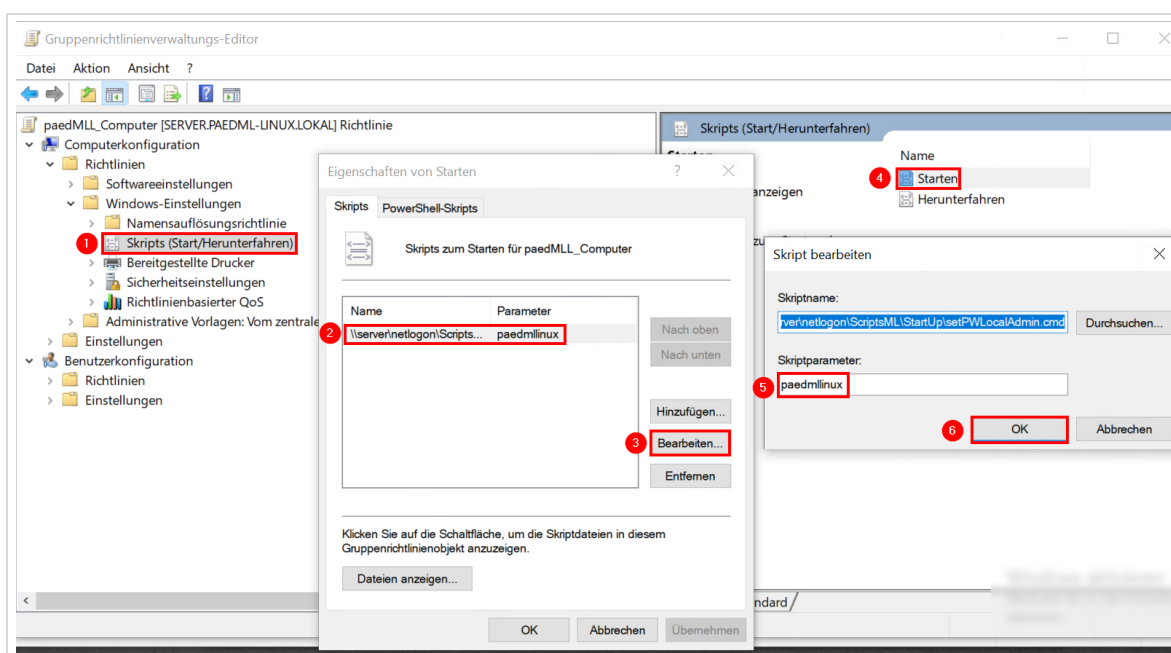 Gruppenrichtlinienverwaltungs-Editor
Datei Aktion Ansicht ?
paedMLL_Computer [SERVER.PAEDML-LINUX.LOKAL] Richtlinie
Computerkonfiguration
Richtlinien
Softwareeinstellungen
Windows-Einstellungen
Namensauflösungsrichtlinie
1 Skripts (Start/Herunterfahren)
Bereitgestellte Drucker
Sicherheitseinstellungen
Richtlinienbasierter QoS
Administrative Vorlagen: Vom zentrale
Einstellungen
Benutzerkonfiguration
Richtlinien
Einstellungen
Eigenschaften von Starten ?
Skripts PowerShell-Skripts
Skripts zum Starten für paedMLL_Computer
Name Parameter
2 \\server\netlogon\Scripts... paedmllinux
Nach oben
Nach unten
Hinzufügen...
3 Bearbeiten...
Entfernen
Klicken Sie auf die Schaltfläche, um die Skriptdateien in diesem
Gruppenrichtlinienobjekt anzuzeigen.
Dateien anzeigen...
OK Abbrechen Übernehmen
Skripts (Start/Herunterfahren)
Name
anzeigen
4 Starten
Herunterfahren
Skript bearbeiten
Skriptname:
rver\netlogon\ScriptsML\StartUp\setPWLocalAdmin.cmd Durchsuchen...
Skriptparameter:
5 paedmllinux
6 OK Abbrechen
ndard